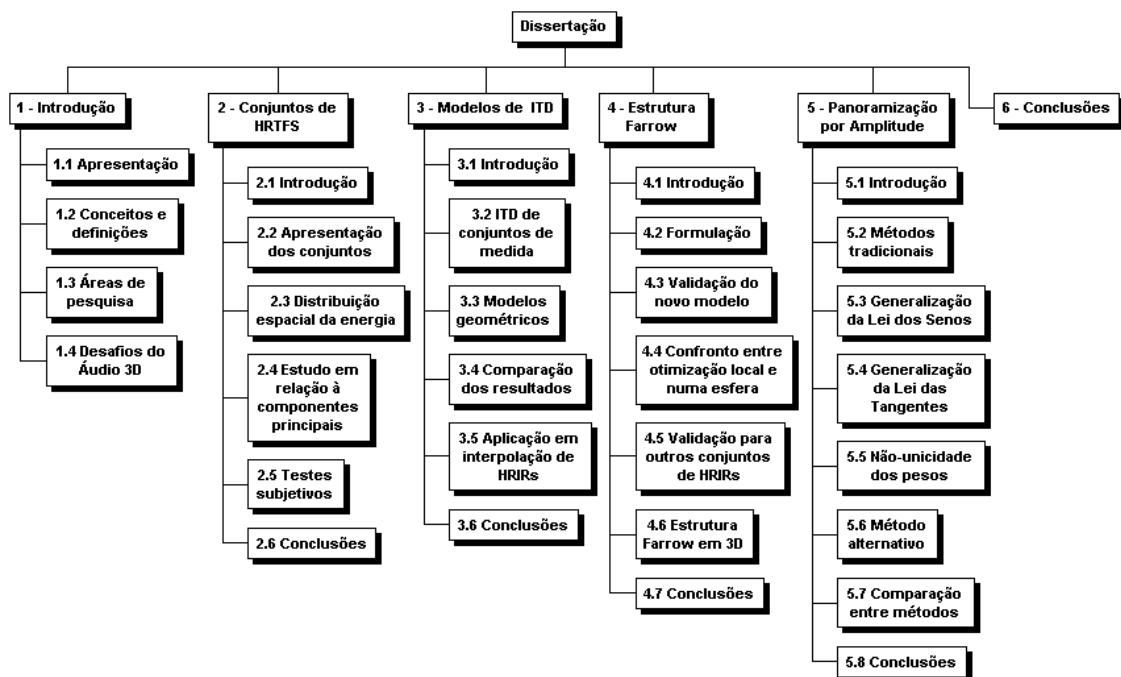 Dissertação
1 - Introdução
1.1 Apresentação
1.2 Conceitos e
definições
1.3 Áreas de
pesquisa
1.4 Desafios do
Áudio 3D
2 - Conjuntos de
HRTFS
2.1 Introdução
2.2 Apresentação
dos conjuntos
2.3 Distribuição
espacial da energia
2.4 Estudo em
relação à
componentes
principais
2.5 Testes
subjetivos
2.6 Conclusões
3 - Modelos de ITD
3.1 Introdução
3.2 ITD de
conjuntos de
medida
3.3 Modelos
geométricos
3.4 Comparação
dos resultados
3.5 Aplicação em
interpolação de
HRIRs
3.6 Conclusões
4 - Estrutura
Farrow
4.1 Introdução
4.2 Formulação
4.3 Validação do
novo modelo
4.4 Confronto entre
otimização local e
numa esfera
4.5 Validação para
outros conjuntos
de HRIRs
4.6 Estrutura
Farrow em 3D
4.7 Conclusões
5 - Panoramização
por Amplitude
5.1 Introdução
5.2 Métodos
tradicionais
5.3 Generalização
da Lei dos Senos
5.4 Generalização
da Lei das
Tangentes
5.5 Não-unicidade
dos pesos
5.6 Método
alternativo
5.7 Comparação
entre métodos
5.8 Conclusões
6 - Conclusões